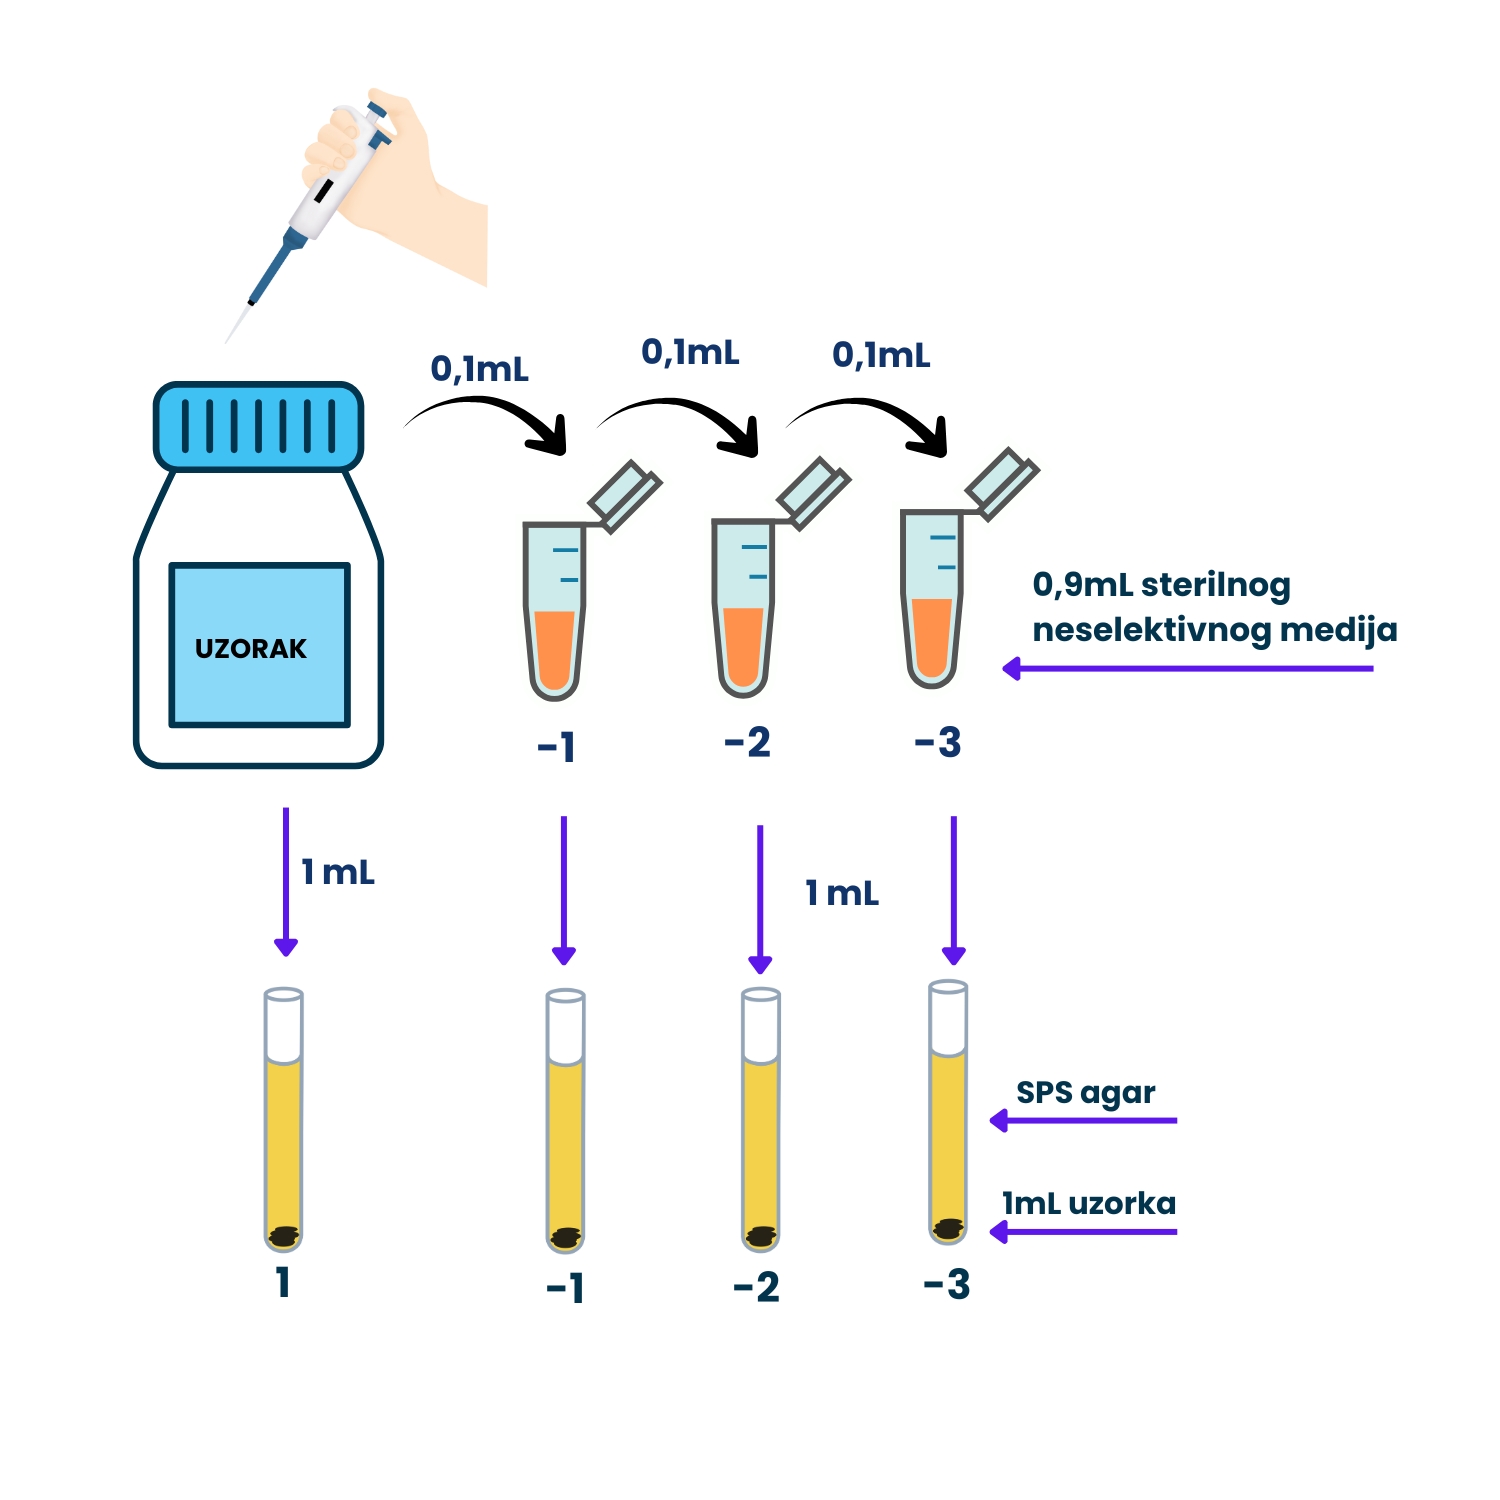 0,1mL
0,1mL
0,1mL
UZORAK
0,9mL sterilnog
neselektivnog medija
-1
-2
-3
1 mL
1 mL
SPS agar
1mL uzorka
1
-1
-2
-3